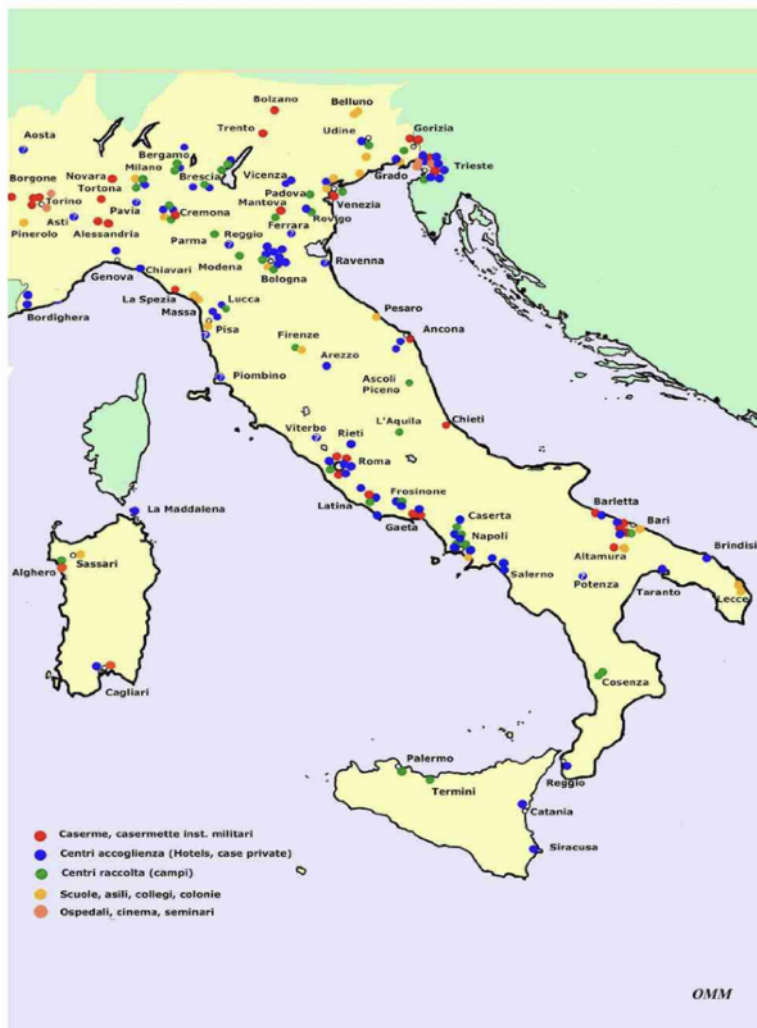 Bolzano
Belluno
Trento
Udine
Gorizia
Aosta
Bergamo
Novara
Milano
Brescia
Vicenza
Grado
Trieste
Borgone
Tortona
Padova
Torino
Mantova
Venezia
Asti
Pavia
Cremona
Rovigo
Pinerolo
Alessandria
Parma
Reggio
Ferrara
Modena
Ravenna
Genova
Chiavari
Bologna
La Spezia
Lucca
Bordighera
Massa
Pesaro
Pisa
Firenze
Ancona
Arezzo
Piombino
Ascoli
Piceno
L'Aquila
Chieti
Viterbo
Rieti
Roma
La Maddalena
Latina
Frosinone
Gaeta
Caserta
Barletta
Bari
Napoli
Altamura
Brindisi
Sassari
Alghero
Salerno
Potenza
Taranto
Lecce
Cagliari
Cosenza
Palermo
Reggio
Termini
Catania
Siracusa
Caserme, casermette inst. militari
Centri accoglienza (Hotels, case private)
Centri raccolta (campi)
Scuole, asili, collegi, colonie
Ospedali, cinema, seminari
OMM